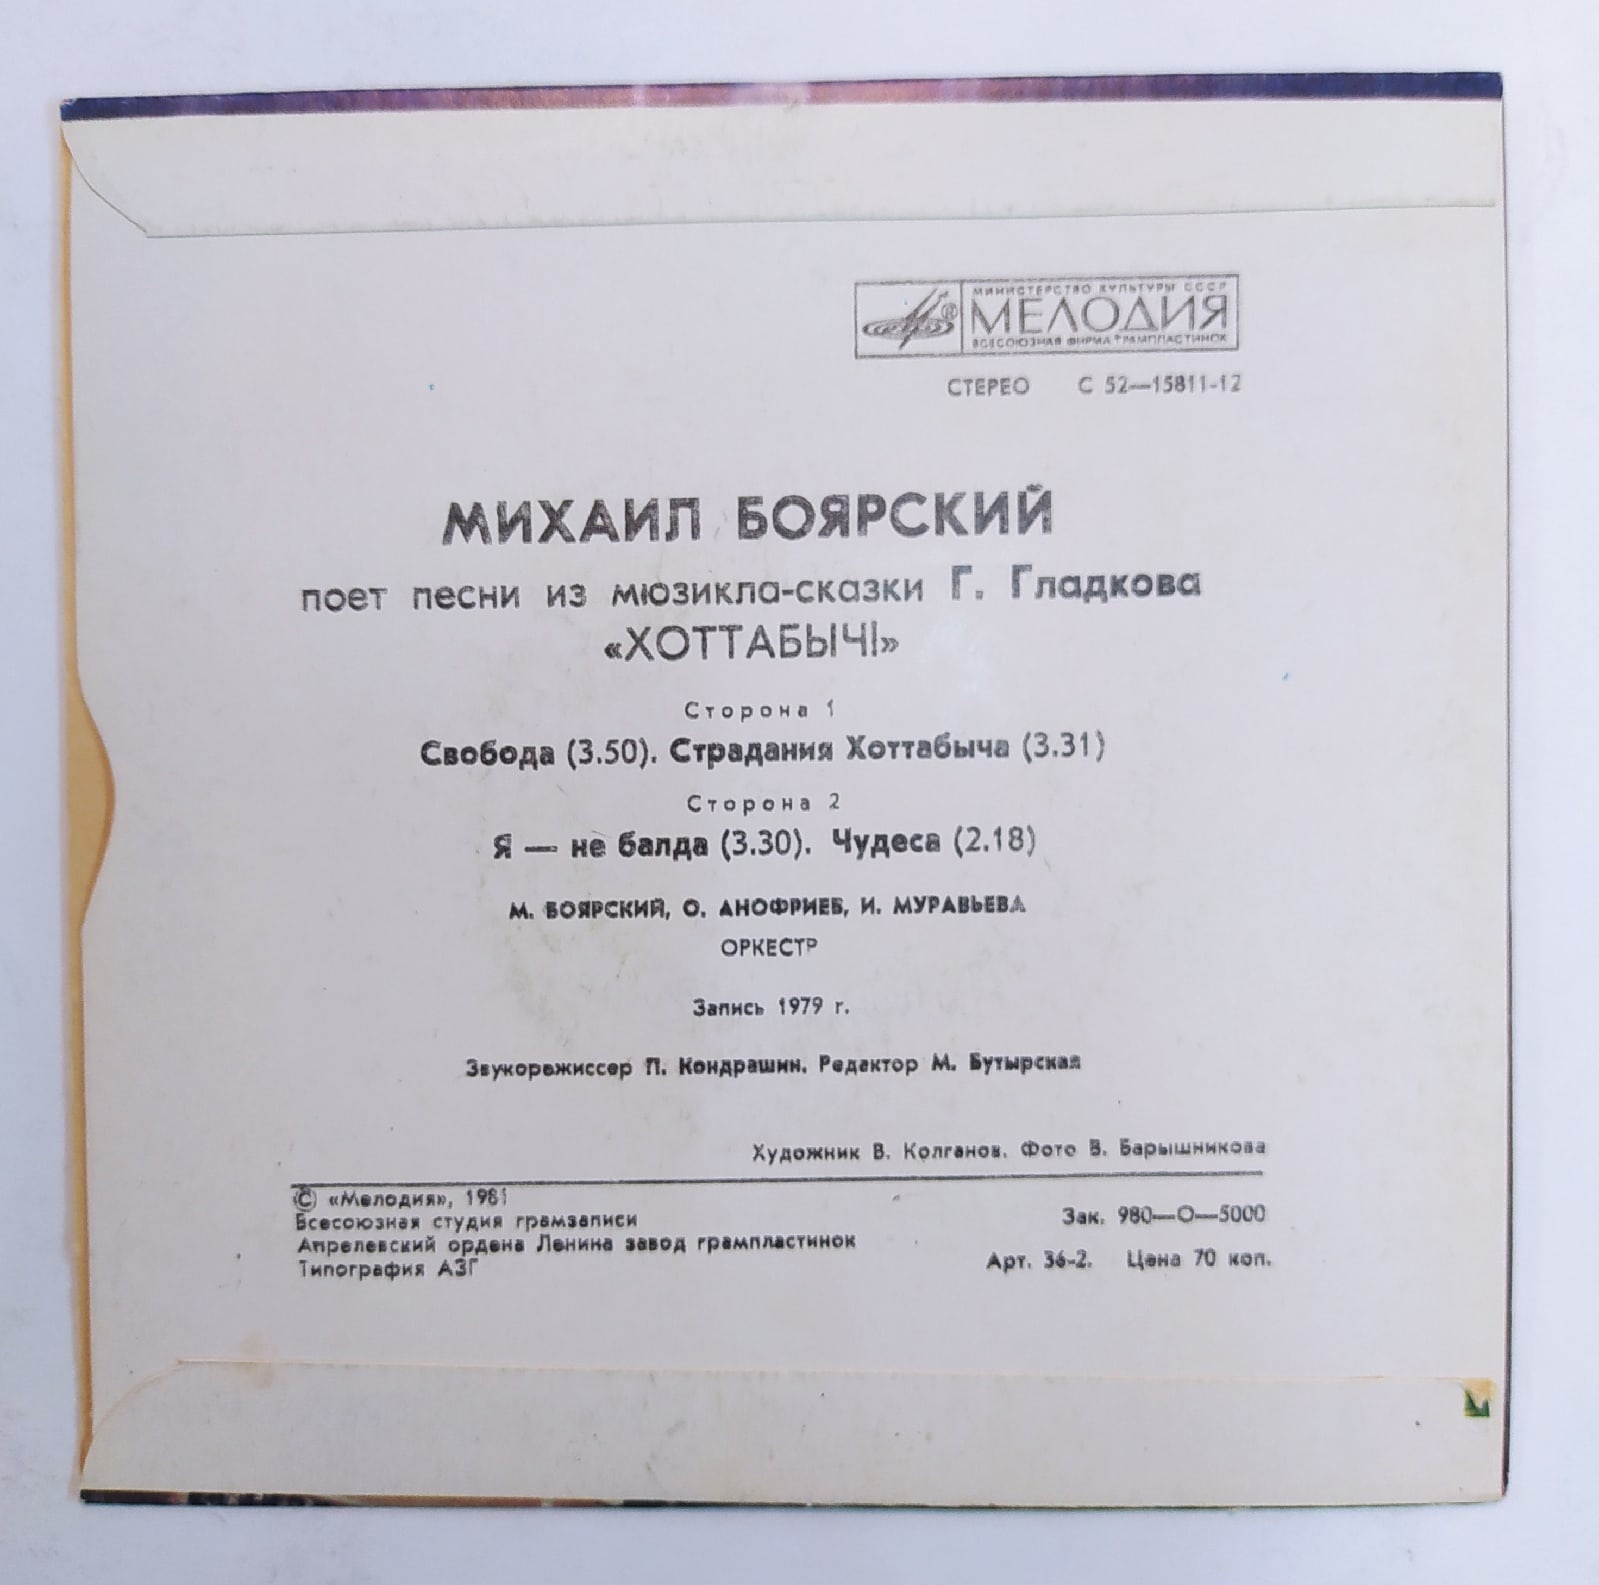 МИНИСТЕРСТВО КУЛЬТУРЫ СССР
МЕЛОДИЯ
ВСЕСОЮЗНАЯ ФИРМА ГРАМПЛАСТИНОК
СТЕРЕО С 52—15811-12
МИХАИЛ БОЯРСКИЙ
поет песни из мюзикла-сказки Г. Гладкова
«ХОТТАБЫЧ!»
Сторона 1
Свобода (3.50). Страдания Хоттабыча (3.31)
Сторона 2
Я — не балда (3.30). Чудеса (2.18)
М. БОЯРСКИЙ, О. АНОФРИЕВ, И. МУРАВЬЕВА
ОРКЕСТР
Запись 1979 г.
Звукорежиссер П. Кондрашин. Редактор М. Бутырская
Художник В. Колганов. Фото В. Барышникова
© «Мелодия», 1981
Всесоюзная студия грамзаписи
Апрелевский ордена Ленина завод грампластинок
Типография АЗГ
Зак. 980—О—5000
Арт. 36-2. Цена 70 коп.